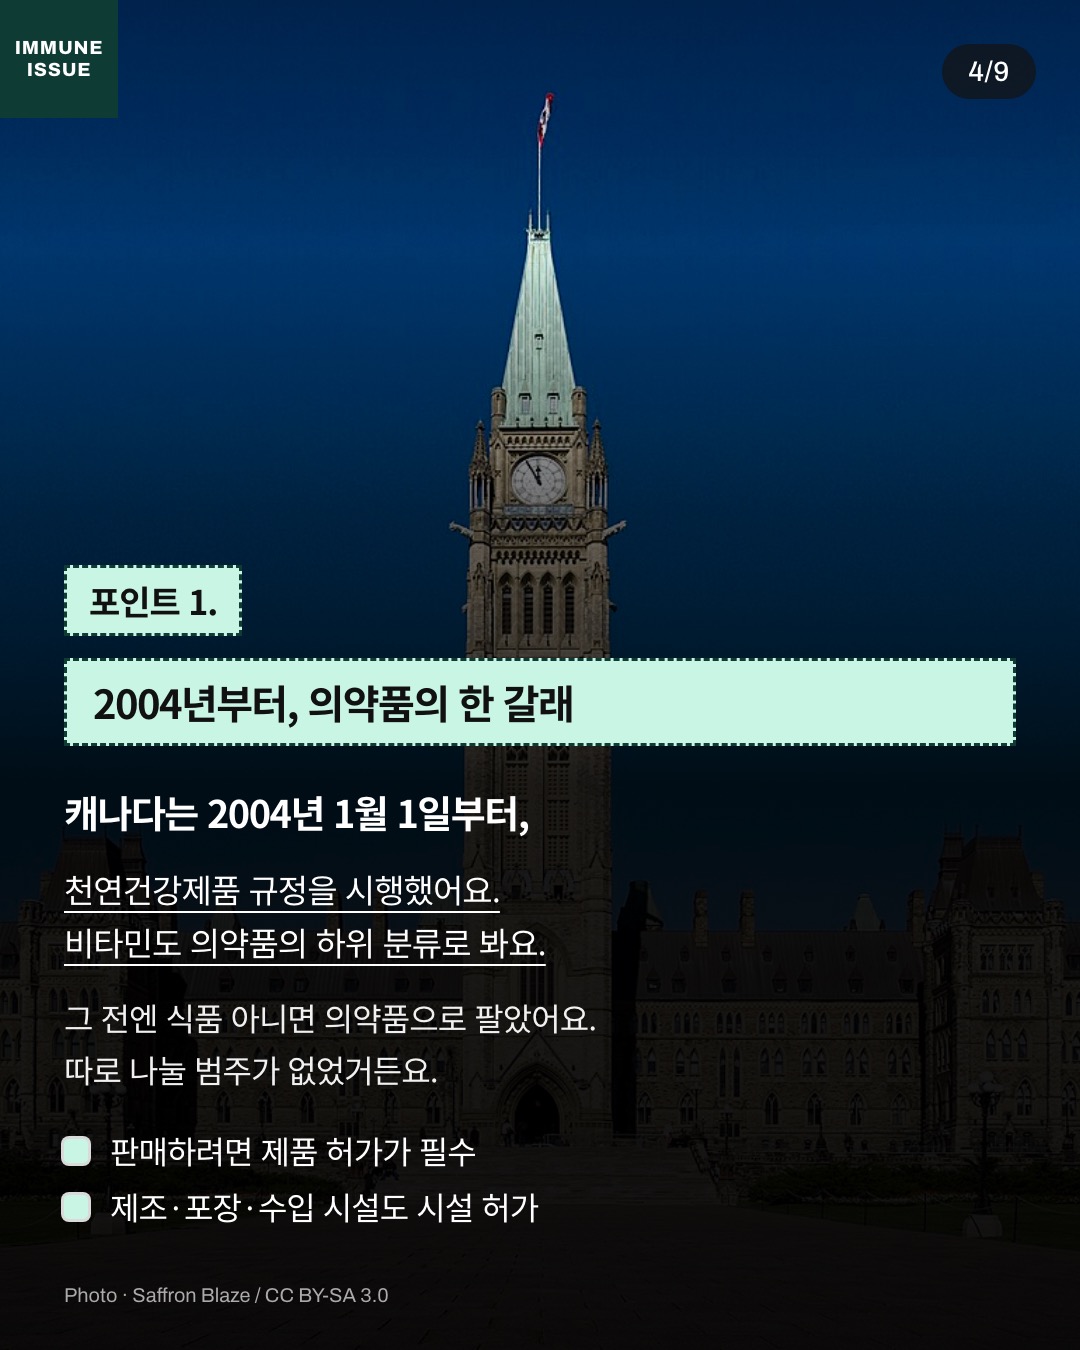 IMMUNE
ISSUE
4/9
포인트 1.
2004년부터, 의약품의 한 갈래
캐나다는 2004년 1월 1일부터,
천연건강제품 규정을 시행했어요.
비타민도 의약품의 하위 분류로 봐요.
그 전엔 식품 아니면 의약품으로 팔았어요.
따로 나눌 범주가 없었거든요.
판매하려면 제품 허가가 필수
제조·포장·수입 시설도 시설 허가
Photo · Saffron Blaze / CC BY-SA 3.0